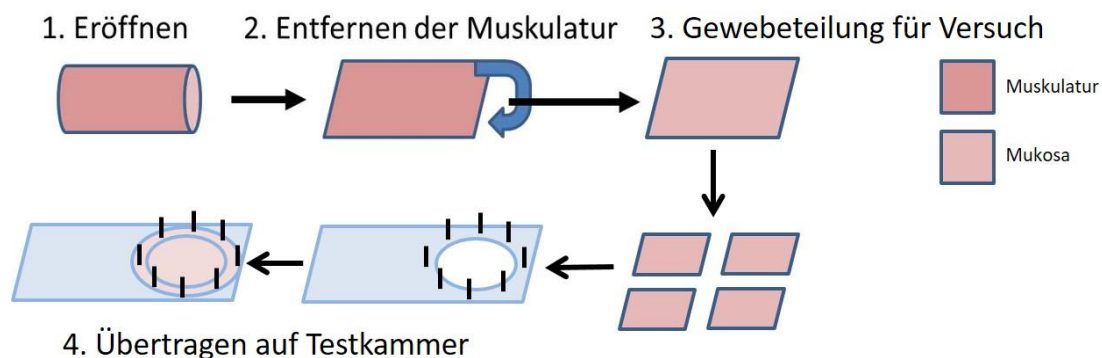 1. Eröffnen
2. Entfernen der Muskulatur
3. Gewebeteilung für Versuch
Muskulatur
Mukosa
4. Übertragen auf Testkammer